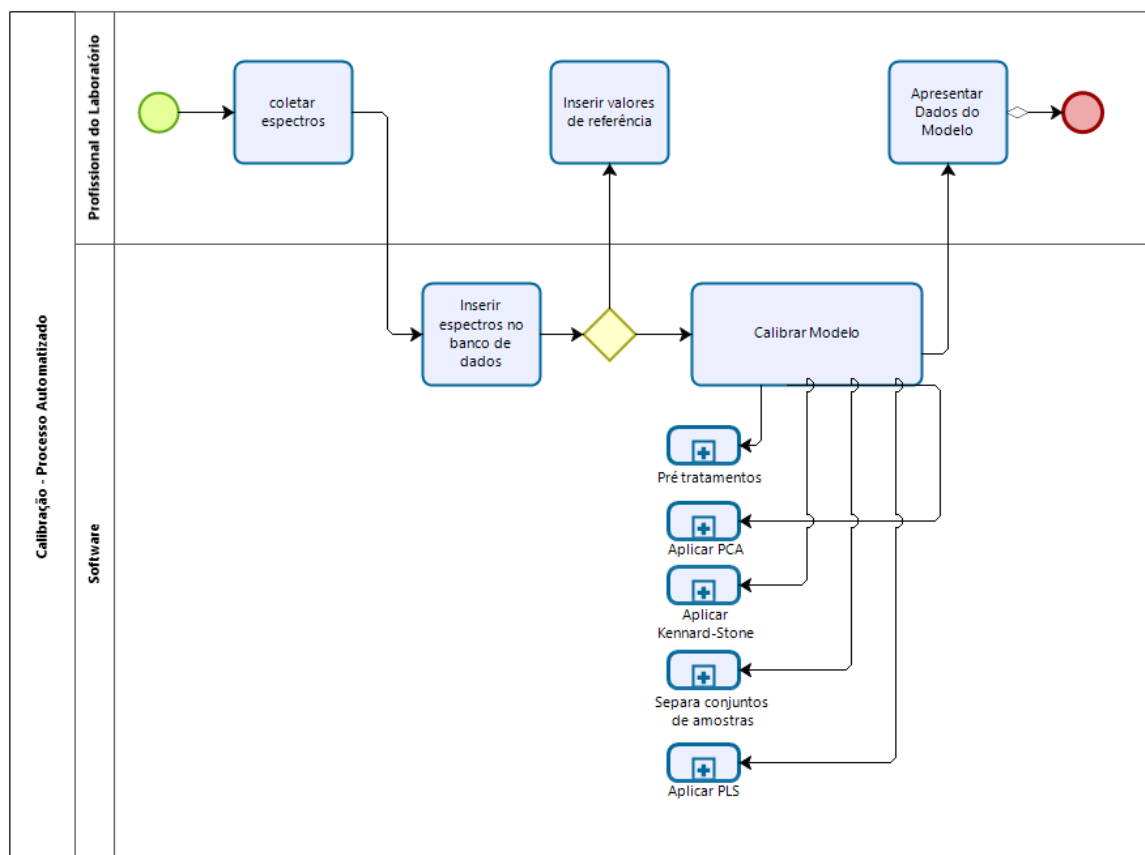 Calibração - Processo Automatizado
Profissional do Laboratório
coletar
espectros
Inserir valores
de referência
Apresentar
Dados do
Modelo
Software
Inserir
espectros no
banco de
dados
Calibrar Modelo
Pré tratamentos
Aplicar PCA
Aplicar
Kennard-Stone
Separa conjuntos
de amostras
Aplicar PLS